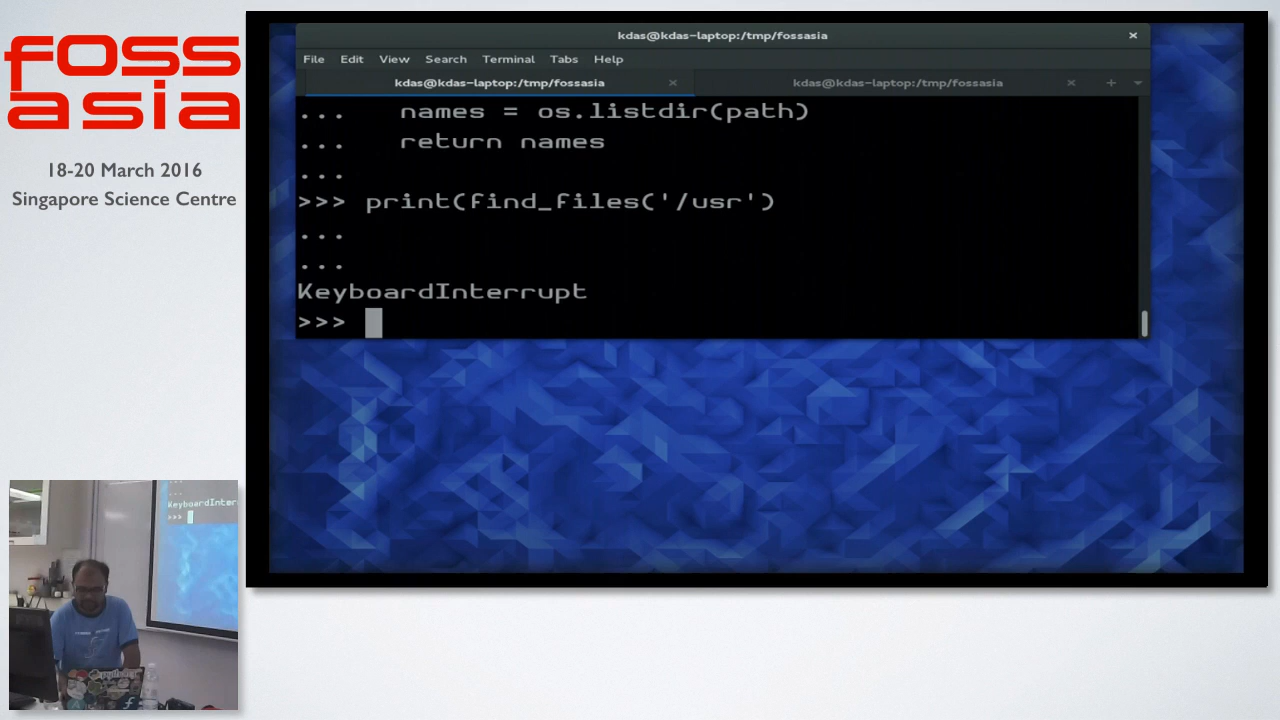 foss
asia
18-20 March 2016
Singapore Science Centre
kdas@kdas-laptop:/tmp/fossasia
File Edit View Search Terminal Tabs Help
kdas@kdas-laptop:/tmp/fossasia kdas@kdas-laptop:/tmp/fossasia
... names = os.listdir(path)
... return names
...
>>> print(find_files('/usr')
...
...
KeyboardInterrupt
>>>
...
KeyboardInter
>>>